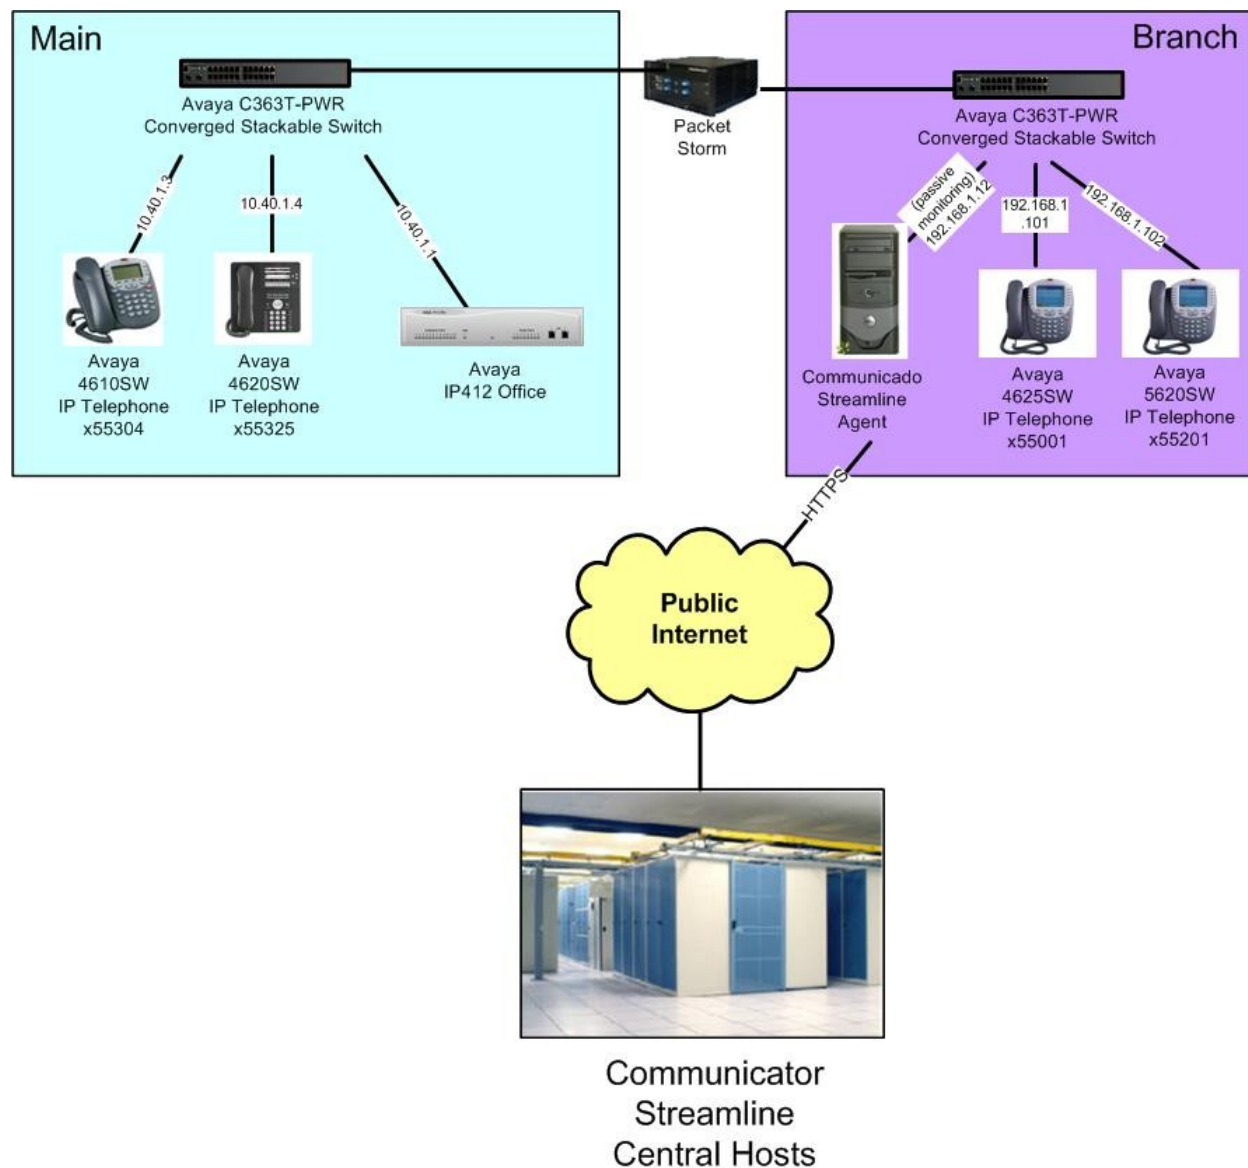 Main
Branch
Avaya C363T-PWR
Converged Stackable Switch
Packet
Storm
Avaya C363T-PWR
Converged Stackable Switch
10.40.1.3
10.40.1.4
10.40.1.1
(passive
monitoring)
192.168.1.12
192.168.1
.101
192.168.1.102
Avaya
4610SW
IP Telephone
x55304
Avaya
4620SW
IP Telephone
x55325
Avaya
IP412 Office
Communicado
Streamline
Agent
Avaya
4625SW
IP Telephone
x55001
Avaya
5620SW
IP Telephone
x55201
HTTPS
Public
Internet
Communicator
Streamline
Central Hosts